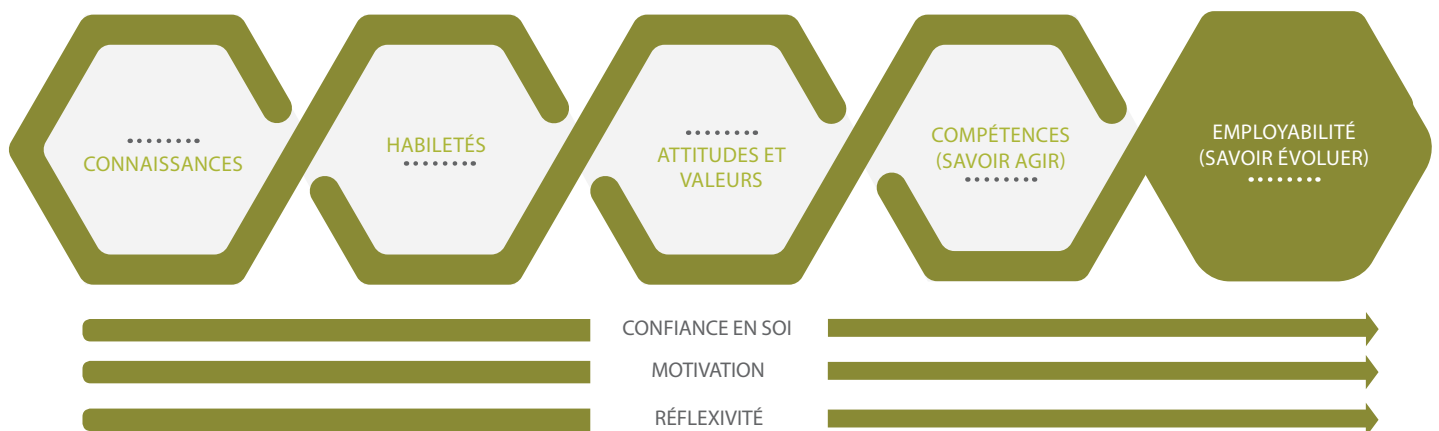 CONNAISSANCES
HABILETÉS
ATTITUDES ET
VALEURS
COMPÉTENCES
(SAVOIR AGIR)
EMPLOYABILITÉ
(SAVOIR ÉVOLUER)
CONFIANCE EN SOI
MOTIVATION
RÉFLEXIVITÉ